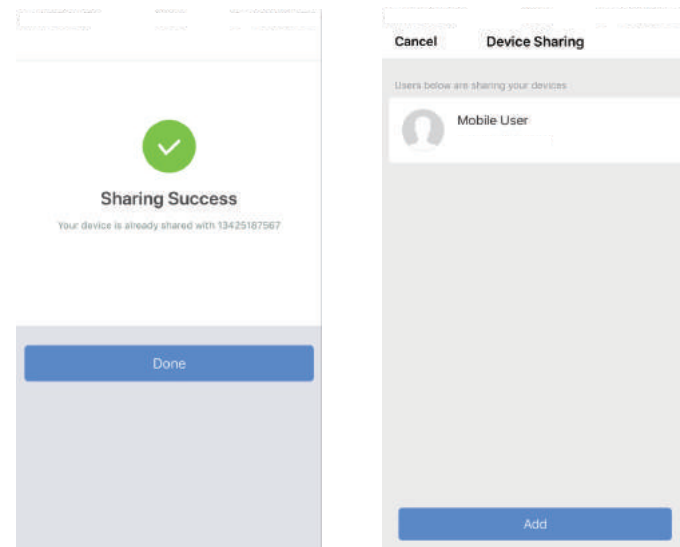 Sharing Success
Your device is already shared with 13425187567
Done
Cancel
Device Sharing
Users below are sharing your devices
Mobile User
Add